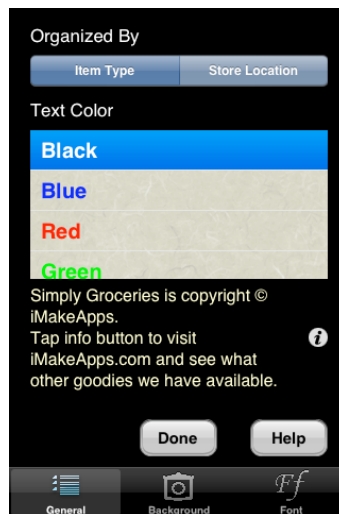 Organized By
Item Type Store Location
Text Color
Black
Blue
Red
Green
Simply Groceries is copyright ©
iMakeApps.
Tap info button to visit
iMakeApps.com and see what
other goodies we have available.
Done Help
General Background Font